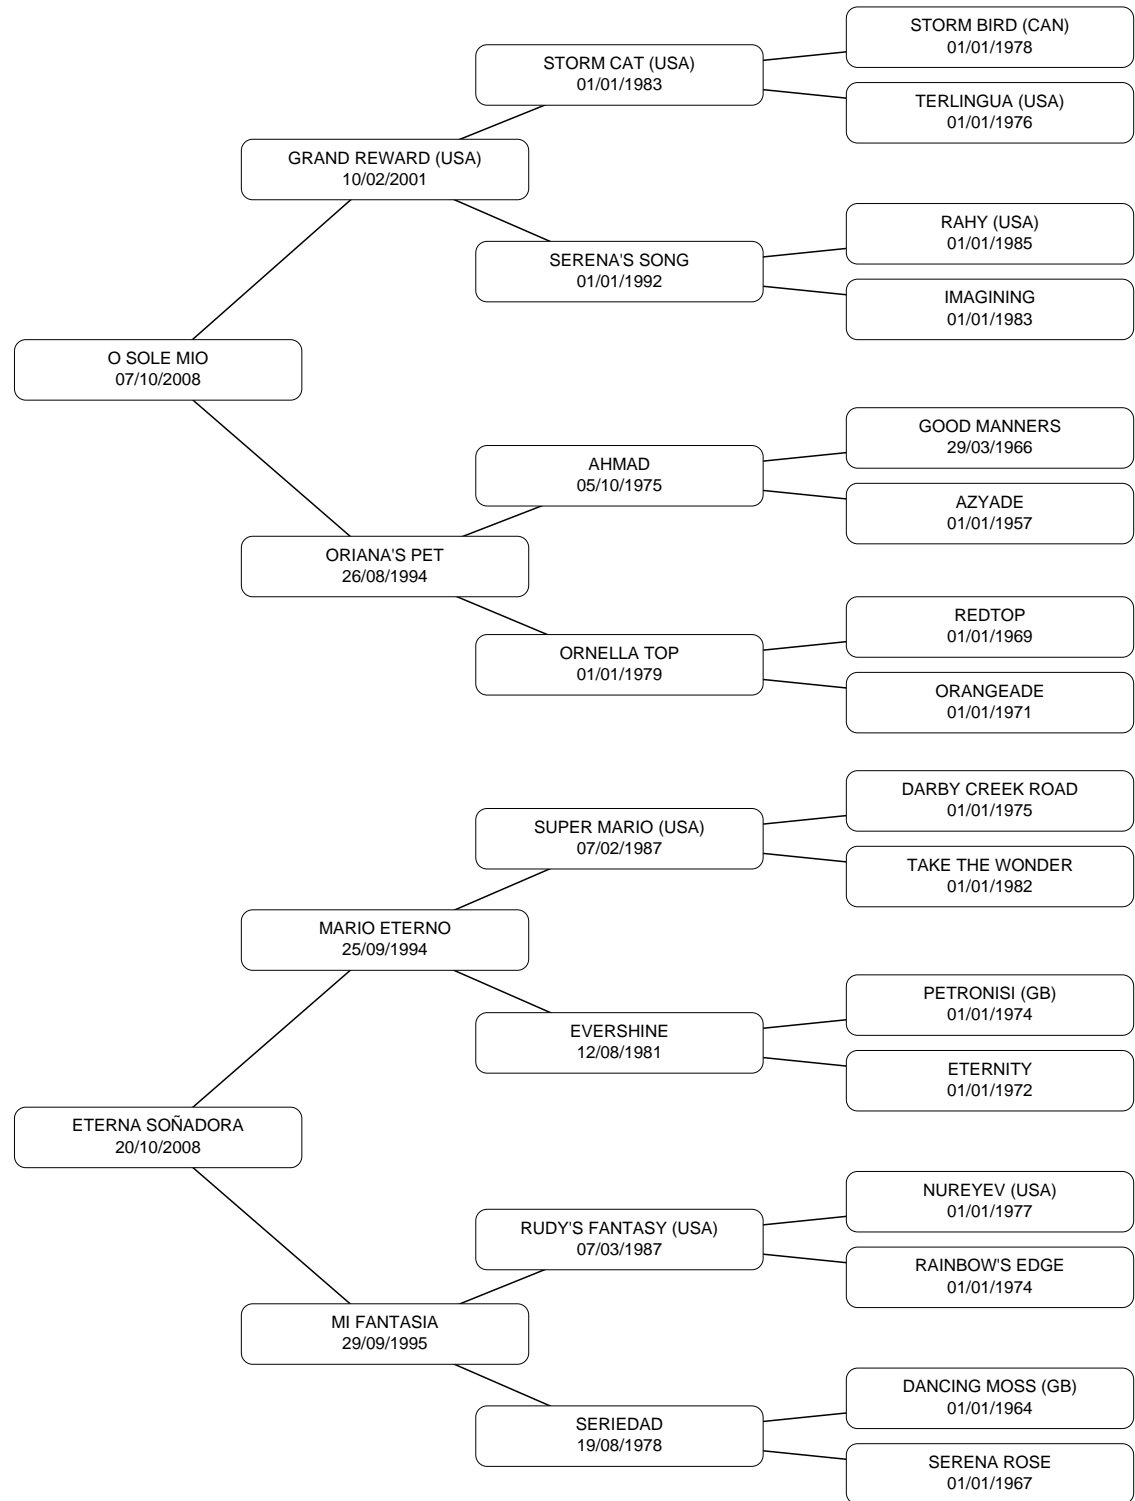 STORM BIRD (CAN)
01/01/1978
STORM CAT (USA)
01/01/1983
TERLINGUA (USA)
01/01/1976
GRAND REWARD (USA)
10/02/2001
RAHY (USA)
01/01/1985
SERENA'S SONG
01/01/1992
IMAGINING
01/01/1983
O SOLE MIO
07/10/2008
GOOD MANNERS
29/03/1966
AHMAD
05/10/1975
AZYADE
01/01/1957
ORIANA'S PET
26/08/1994
REDTOP
01/01/1969
ORNELLA TOP
01/01/1979
ORANGEADE
01/01/1971
DARBY CREEK ROAD
01/01/1975
SUPER MARIO (USA)
07/02/1987
TAKE THE WONDER
01/01/1982
MARIO ETERNO
25/09/1994
PETRONISI (GB)
01/01/1974
EVERSHINE
12/08/1981
ETERNITY
01/01/1972
ETERNA SOÑADORA
20/10/2008
NUREYEV (USA)
01/01/1977
RUDY'S FANTASY (USA)
07/03/1987
RAINBOW'S EDGE
01/01/1974
MI FANTASIA
29/09/1995
DANCING MOSS (GB)
01/01/1964
SERIEDAD
19/08/1978
SERENA ROSE
01/01/1967